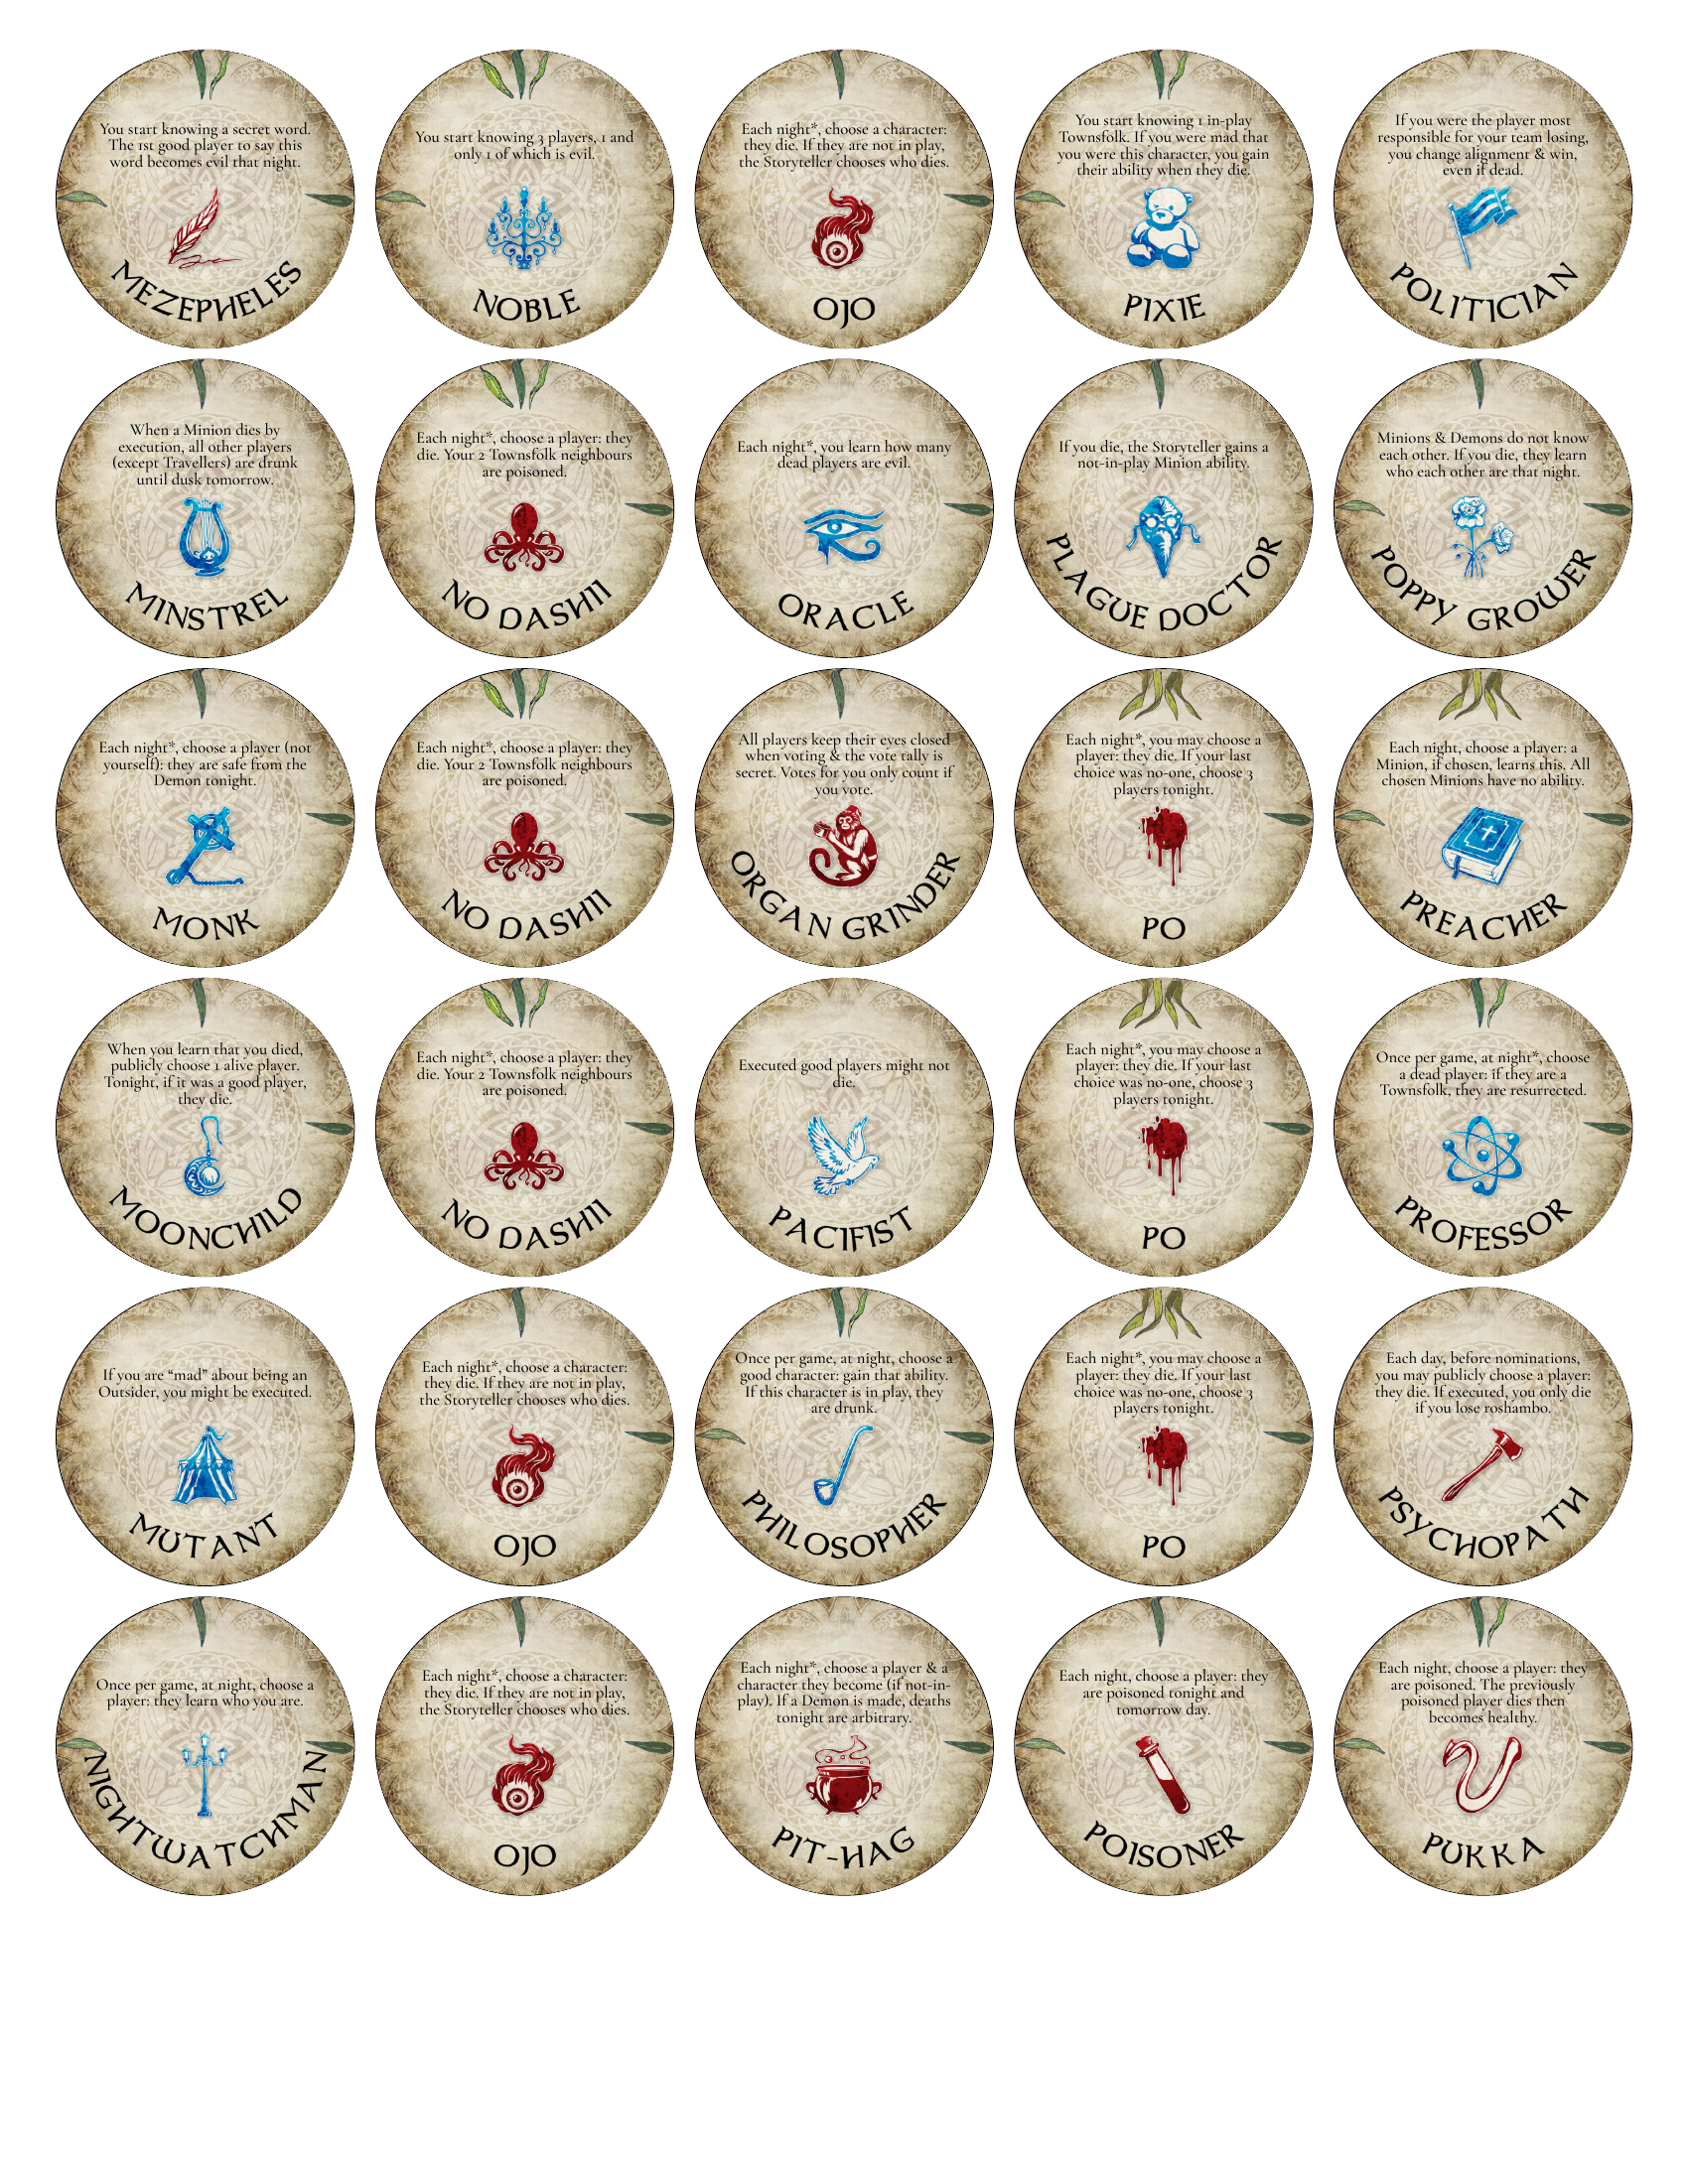 You start knowing a secret word.
The 1st good player to say this
word becomes evil that night.
MEZEPHELES
You start knowing 3 players, 1 and
only 1 of which is evil.
NOBLE
Each night*, choose a character:
they die. If they are not in play,
the Storyteller chooses who dies.
OJO
You start knowing 1 in-play
Townsfolk. If you were mad that
you were this character, you gain
their ability when they die.
PIXIE
If you were the player most
responsible for your team losing,
you change alignment & win,
even if dead.
POLITICIAN
When a Minion dies by
execution, all other players
(except Travellers) are drunk
until dusk tomorrow.
MINSTREL
Each night*, choose a player: they
die. Your 2 Townsfolk neighbours
are poisoned.
NO DASHII
Each night*, you learn how many
dead players are evil.
ORACLE
If you die, the Storyteller gains a
not-in-play Minion ability.
PLAGUE DOCTOR
Minions & Demons do not know
each other. If you die, they learn
who each other are that night.
POPPY GROWER
Each night*, choose a player (not
yourself): they are safe from the
Demon tonight.
MONK
Each night*, choose a player: they
die. Your 2 Townsfolk neighbours
are poisoned.
NO DASHII
All players keep their eyes closed
when voting & the vote tally is
secret. Votes for you only count if
you vote.
ORGAN GRINDER
Each night*, you may choose a
player: they die. If your last
choice was no-one, choose 3
players tonight.
PO
Each night, choose a player: a
Minion, if chosen, learns this. All
chosen Minions have no ability.
PREACHER
When you learn that you died,
publicly choose 1 alive player.
Tonight, if it was a good player,
they die.
MOONCHILD
Each night*, choose a player: they
die. Your 2 Townsfolk neighbours
are poisoned.
NO DASHII
Executed good players might not
die.
PACIFIST
Each night*, you may choose a
player: they die. If your last
choice was no-one, choose 3
players tonight.
PO
Once per game, at night*, choose
a dead player: if they are a
Townsfolk, they are resurrected.
PROFESSOR
If you are “mad” about being an
Outsider, you might be executed.
MUTANT
Each night*, choose a character:
they die. If they are not in play,
the Storyteller chooses who dies.
OJO
Once per game, at night, choose a
good character: gain that ability.
If this character is in play, they
are drunk.
PHILOSOPHER
Each night*, you may choose a
player: they die. If your last
choice was no-one, choose 3
players tonight.
PO
Each day, before nominations,
you may publicly choose a player:
they die. If executed, you only die
if you lose roshambo.
PSYCHOPATH
Once per game, at night, choose a
player: they learn who you are.
NIGHTWATCHMAN
Each night*, choose a character:
they die. If they are not in play,
the Storyteller chooses who dies.
OJO
Each night*, choose a player & a
character they become (if not-in-
play). If a Demon is made, deaths
tonight are arbitrary.
PIT-HAG
Each night, choose a player: they
are poisoned tonight and
tomorrow day.
POISONER
Each night, choose a player: they
are poisoned. The previously
poisoned player dies then
becomes healthy.
PUKKA